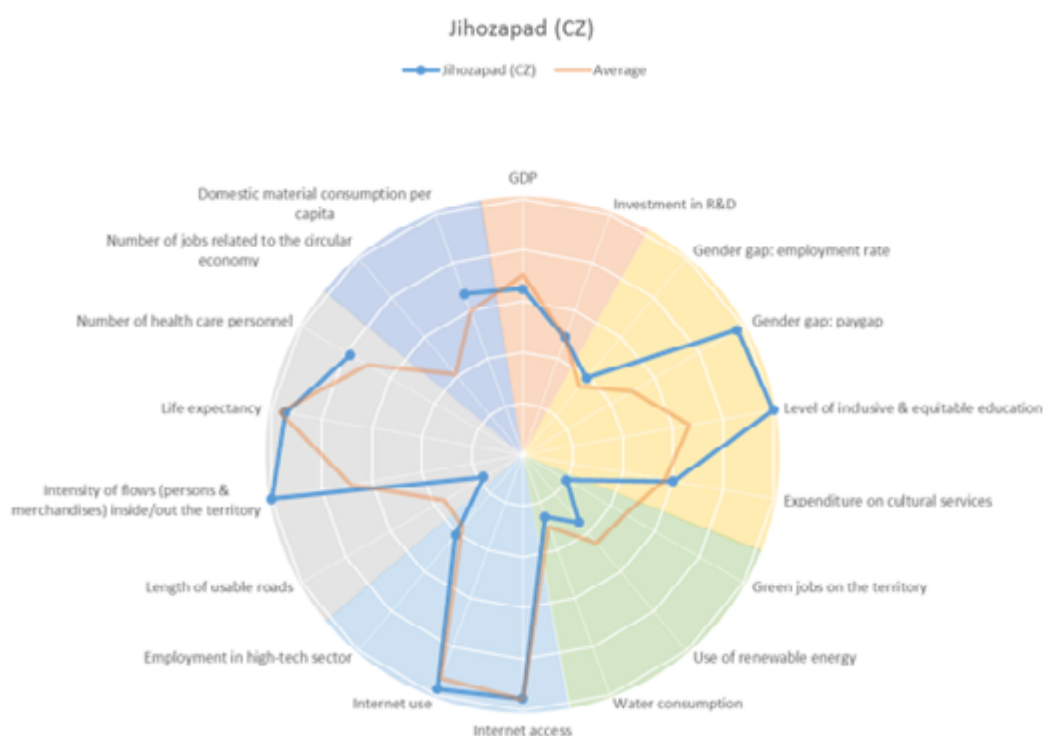 Jihozapad (CZ)
Jihozapad (CZ) Average
GDP
Investment in R&D
Gender gap: employment rate
Gender gap: paygap
Level of inclusive & equitable education
Expenditure on cultural services
Green jobs on the territory
Use of renewable energy
Water consumption
Internet access
Internet use
Employment in high-tech sector
Length of usable roads
Intensity of flows (persons &
merchandises) inside/out the territory
Life expectancy
Number of health care personnel
Number of jobs related to the circular
economy
Domestic material consumption per
capita